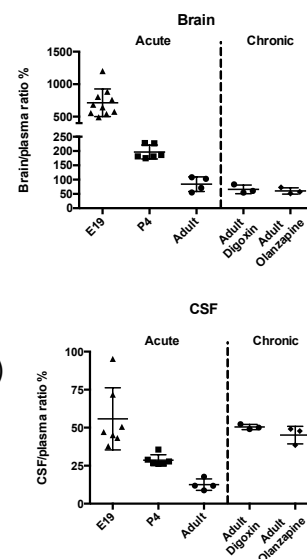 Brain
Acute
Chronic
Brain/plasma ratio %
1500
1000
500
250
200
150
100
50
0
E19
P4
Adult
Adult
Digoxin
Adult
Olanzapine
CSF
Acute
Chronic
)
CSF/plasma ratio %
100
75
50
25
0
E19
P4
Adult
Adult
Digoxin
Adult
Olanzapine